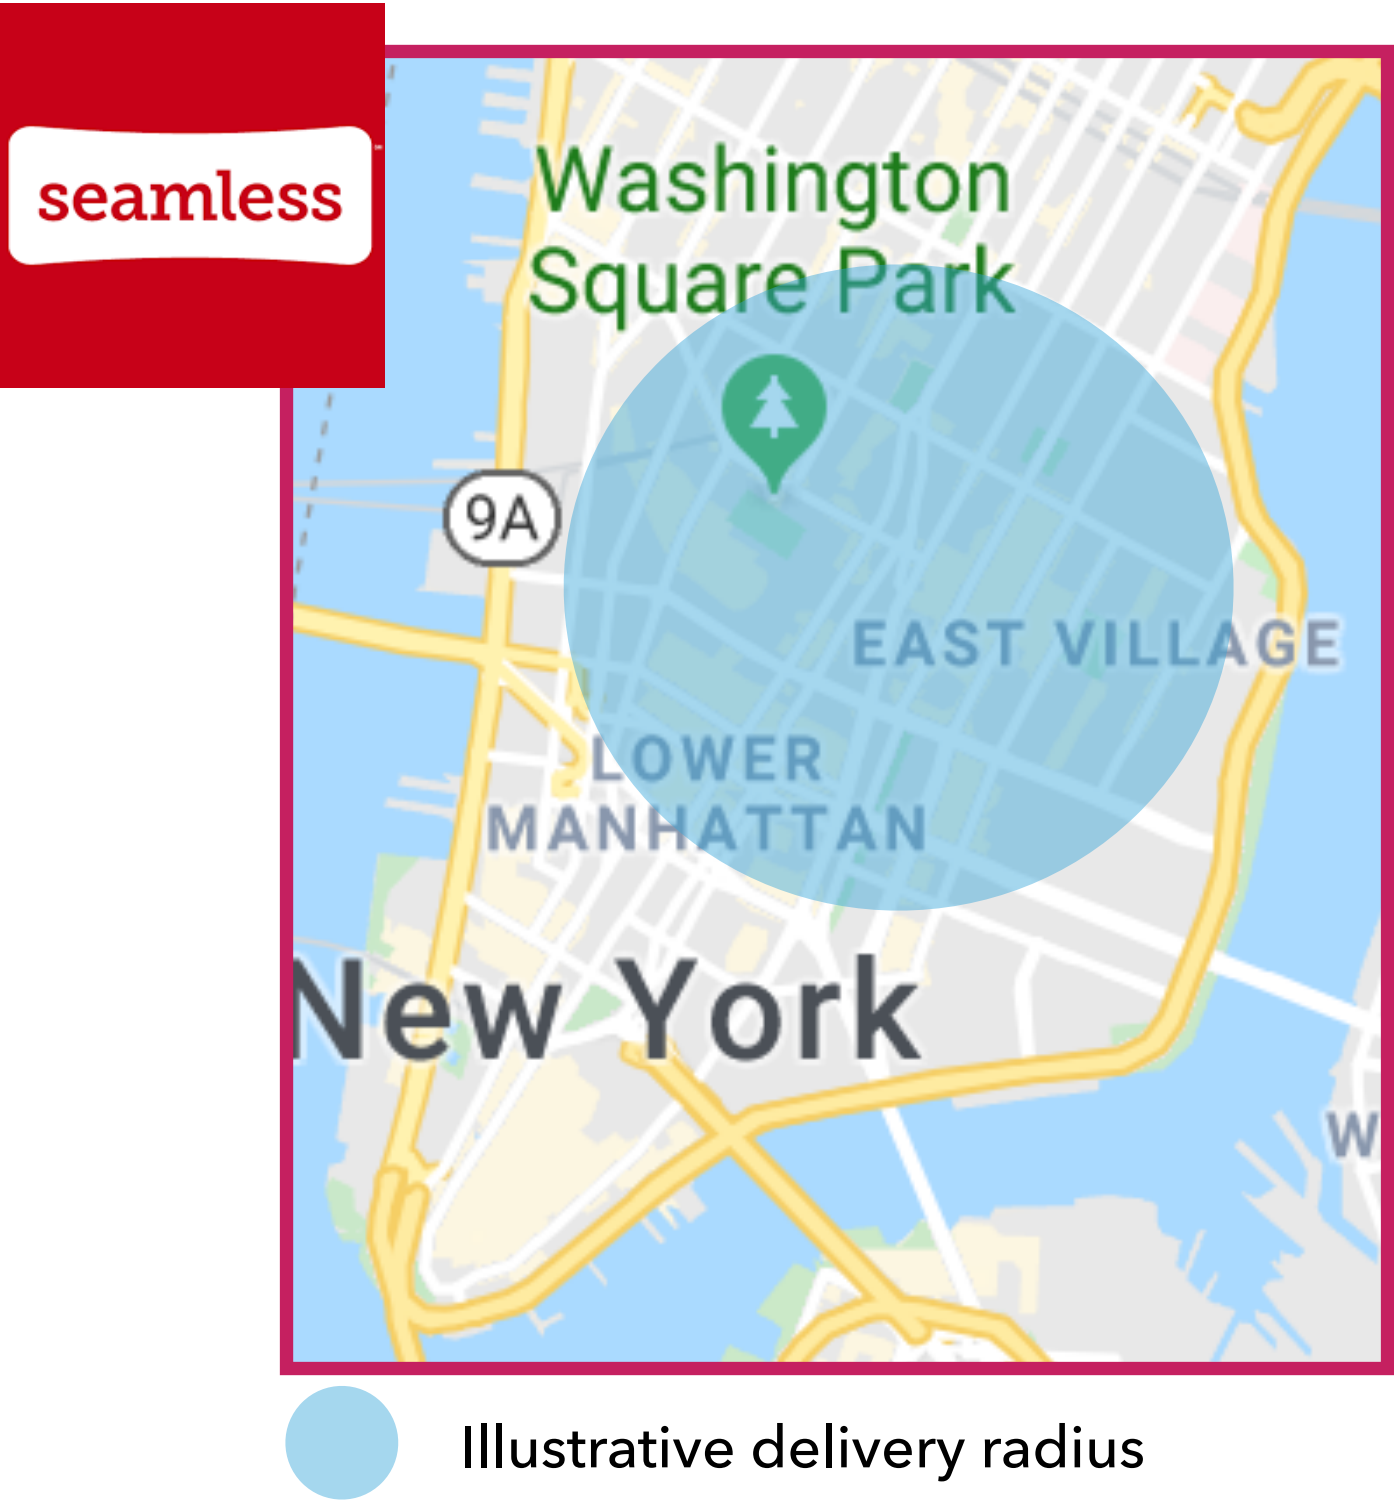 seamless
Washington
Square Park
9A
EAST VILLAGE
LOWER
MANHATTAN
New York
W
Illustrative delivery radius